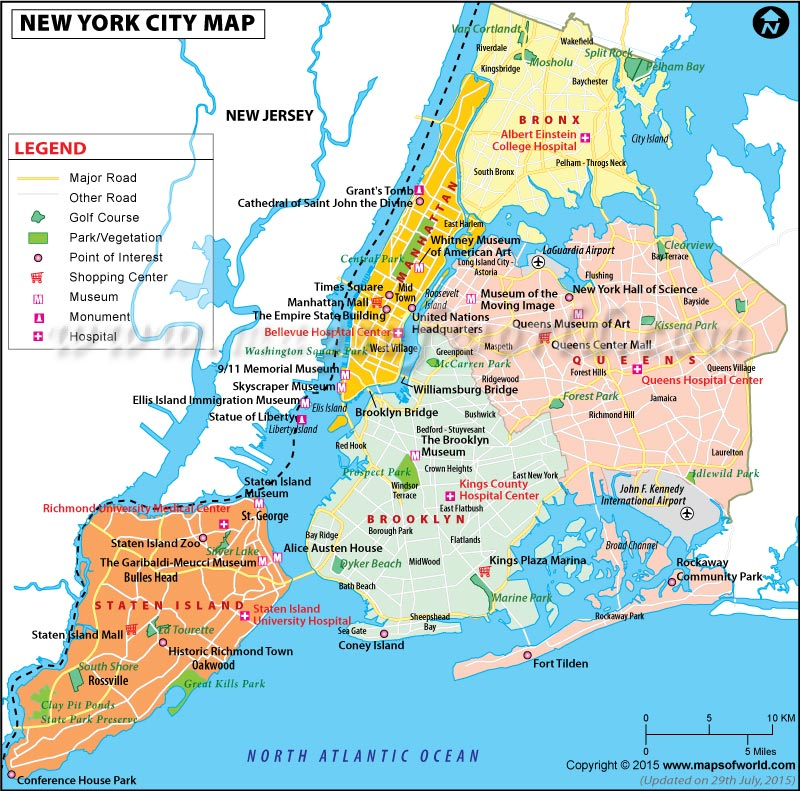 NEW YORK CITY MAP
N
NEW JERSEY
LEGEND
Major Road
Other Road
Golf Course
Park/Vegetation
Point of Interest
Shopping Center
M
Museum
Monument
Hospital
Van Cortlandt
Riverdale
Kingsbridge
Mosholu
Wakefield
Split Rock
Pelham Bay
Baychester
BRONX
Albert Einstein
College Hospital
City Island
Pelham - Throgs Neck
South Bronx
Grant's Tomb
Cathedral of Saint John the Divine
MANHATTAN
East Harlem
Whitney Museum
of American Art
Central Park
Long Island City -
Astoria
LaGuardia Airport
Clearview
Bay-Terrace
Flushing
Times Square
Mid
Town
Manhattan Mall
The Empire State Building
Roosevelt
Island
United Nations
Headquarters
Museum of the
Moving Image
New York Hall of Science
Bayside
Queens Museum of Art
Kissena Park
Bellevue Hospital Center
Washington Square Park
West Village
Greenpoint
McCarren Park
Maspeth
Queens Center Mall
QUEENS
Forest Hills
Queens Village
Queens Hospital Center
9/11 Memorial Museum
Skyscraper Museum
Williamsburg Bridge
Ridgewood
Jamaica
Ellis Island Immigration Museum
Ellis Island
Brooklyn Bridge
Bushwick
Forest Park
Richmond Hill
Statue of Liberty
Liberty Island
Bedford - Stuyvesant
The Brooklyn
Museum
Red Hook
Crown Heights
Laurelton
Prospect Park
Windsor
Terrace
East New York
Idlewild Park
Kings County
Hospital Center
East Flatbush
John F. Kennedy
International Airport
Staten Island
Museum
Richmond University Medical Center
St. George
BROOKLYN
Bay Ridge
Borough Park
Flatlands
Broad Channel
Staten Island Zoo
Silver Lake
Alice Austen House
The Garibaldi-Meucci Museum
Bulles Head
Dyker Beach
MidWood
Kings Plaza Marina
Rockaway
Community Park
Bath Beach
Marine Park
STATEN ISLAND
Staten Island
University Hospital
Sheepshead
Bay
Rockaway Park
Staten Island Mall
La Tourette
Sea Gate
Coney Island
Historic Richmond Town
Oakwood
Fort Tilden
South Shore
Rossville
Great Kills Park
Clay Pit Ponds
State Park Preserve
NORTH ATLANTIC OCEAN
0 5 10 KM
0 5 Miles
Conference House Park
Copyright © 2015 www.mapsofworld.com
(Updated on 29th July, 2015)